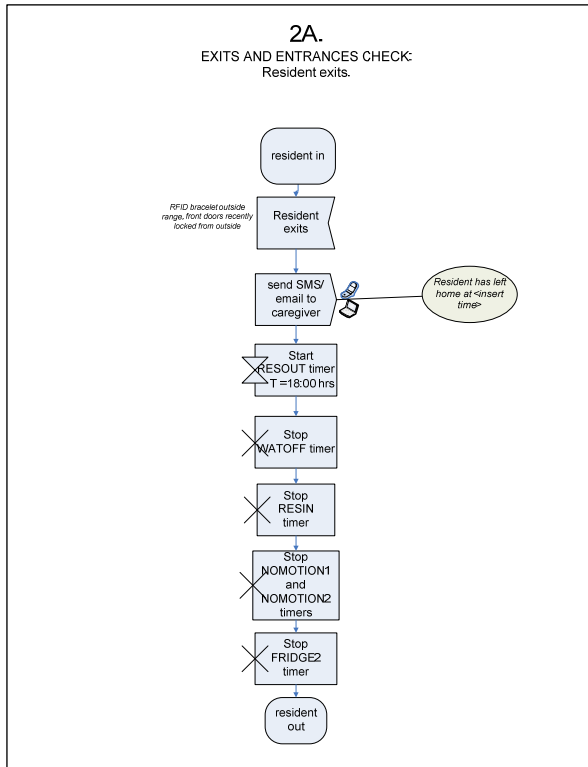 2A.
EXITS AND ENTRANCES CHECK:
Resident exits.
resident in
RFID bracelet outside
range, front doors recently
locked from outside
Resident
exits
send SMS/
email to
caregiver
Resident has left
home at <insert
time>
Start
RESOUT timer
T =18:00 hrs
Stop
WATOFF timer
Stop
RESIN
timer
Stop
NOMOTION1
and
NOMOTION2
timers
Stop
FRIDGE2
timer
resident
out